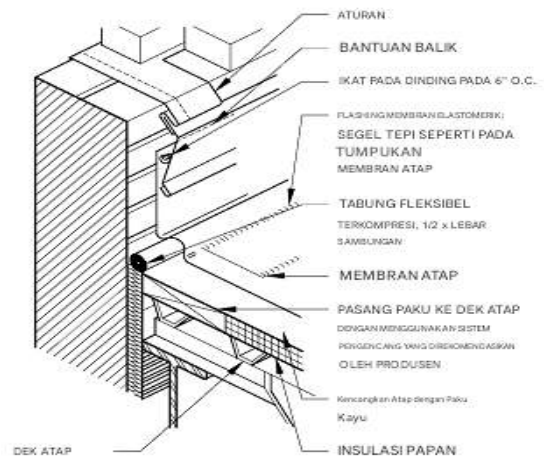 ATURAN
BANTUAN BALIK
IKAT PADA DINDING PADA 6" O.C.
FLASHING MEMBRAN ELASTOMERIK;
SEGEL TEPI SEPERTI PADA
TUMPUKAN
MEMBRAN ATAP
TABUNG FLEKSIBEL
TERKOMPRESI, 1/2 x LEBAR
SAMBUNGAN
MEMBRAN ATAP
PASANG PAKU KE DEK ATAP
DENGAN MENGGUNAKAN SISTEM
PENGENCANG YANG DIREKOMENDASIKAN
OLEH PRODUSEN
Kencangkan Atap dengan Paku
Kayu
DEK ATAP
INSULASI PAPAN